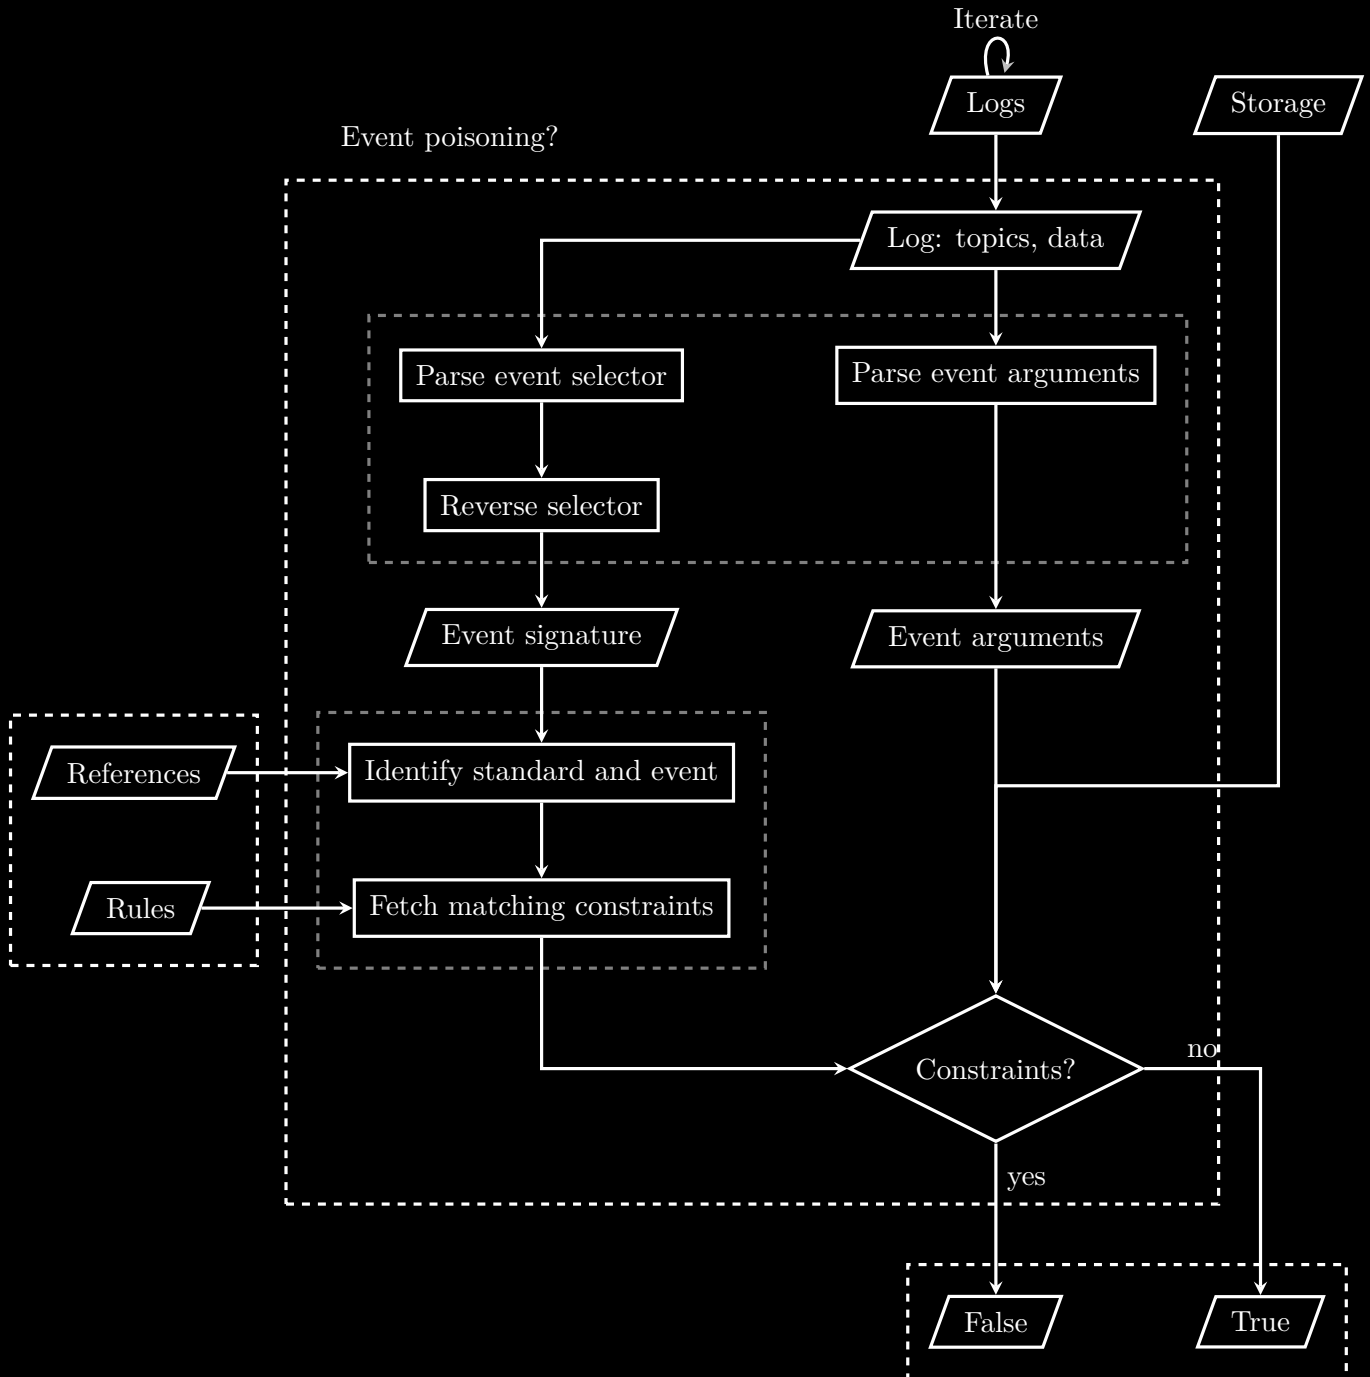 Iterate
Logs
Storage
Event poisoning?
Log: topics, data
Parse event selector
Parse event arguments
Reverse selector
Event signature
Event arguments
References
Identify standard and event
Rules
Fetch matching constraints
Constraints?
no
yes
False
True